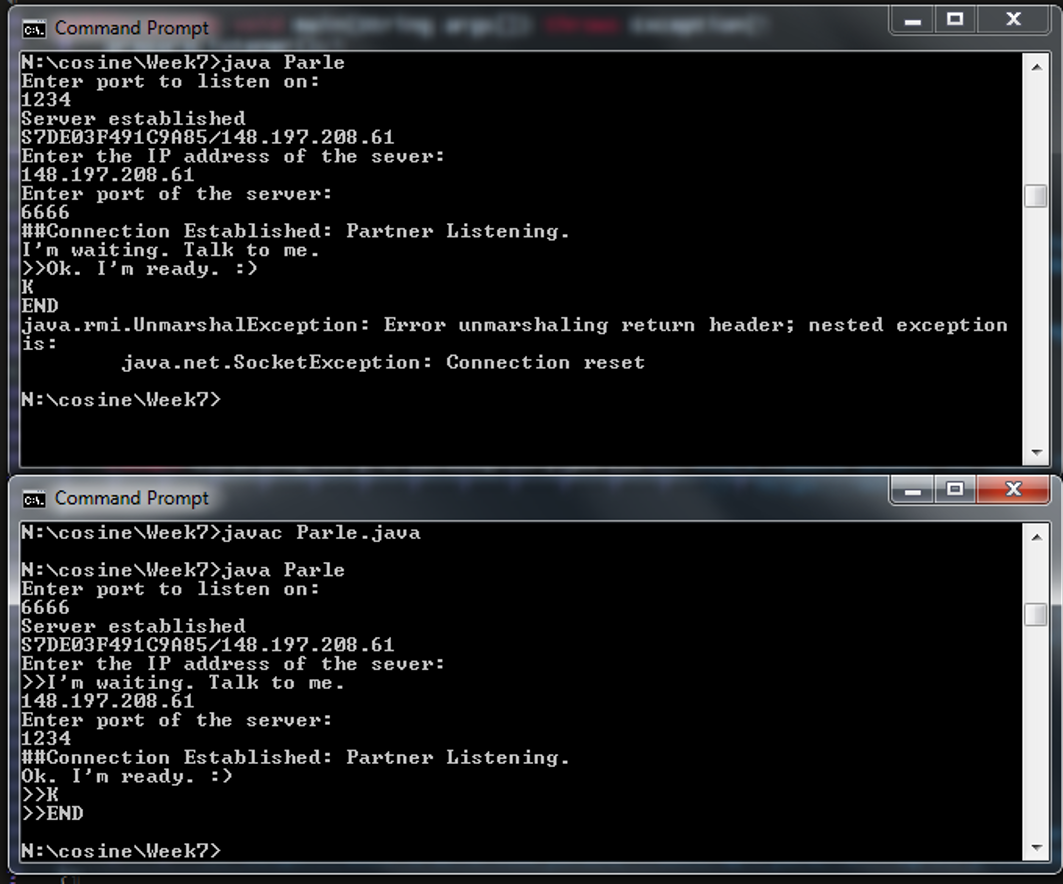 void main(String args[]) throws Exception{
Command Prompt
N:\cosine\Week7>java Parle
Enter port to listen on:
1234
Server established
S7DE03F491C9A85/148.197.208.61
Enter the IP address of the sever:
148.197.208.61
Enter port of the server:
6666
##Connection Established: Partner Listening.
I'm waiting. Talk to me.
>>Ok. I'm ready. :)
K
END
java.rmi.UnmarshalException: Error unmarshaling return header; nested exception
is:
java.net.SocketException: Connection reset
N:\cosine\Week7>
Command Prompt
N:\cosine\Week7>javac Parle.java
N:\cosine\Week7>java Parle
Enter port to listen on:
6666
Server established
S7DE03F491C9A85/148.197.208.61
Enter the IP address of the sever:
>>I'm waiting. Talk to me.
148.197.208.61
Enter port of the server:
1234
##Connection Established: Partner Listening.
Ok. I'm ready. :)
>>K
>>END
N:\cosine\Week7>